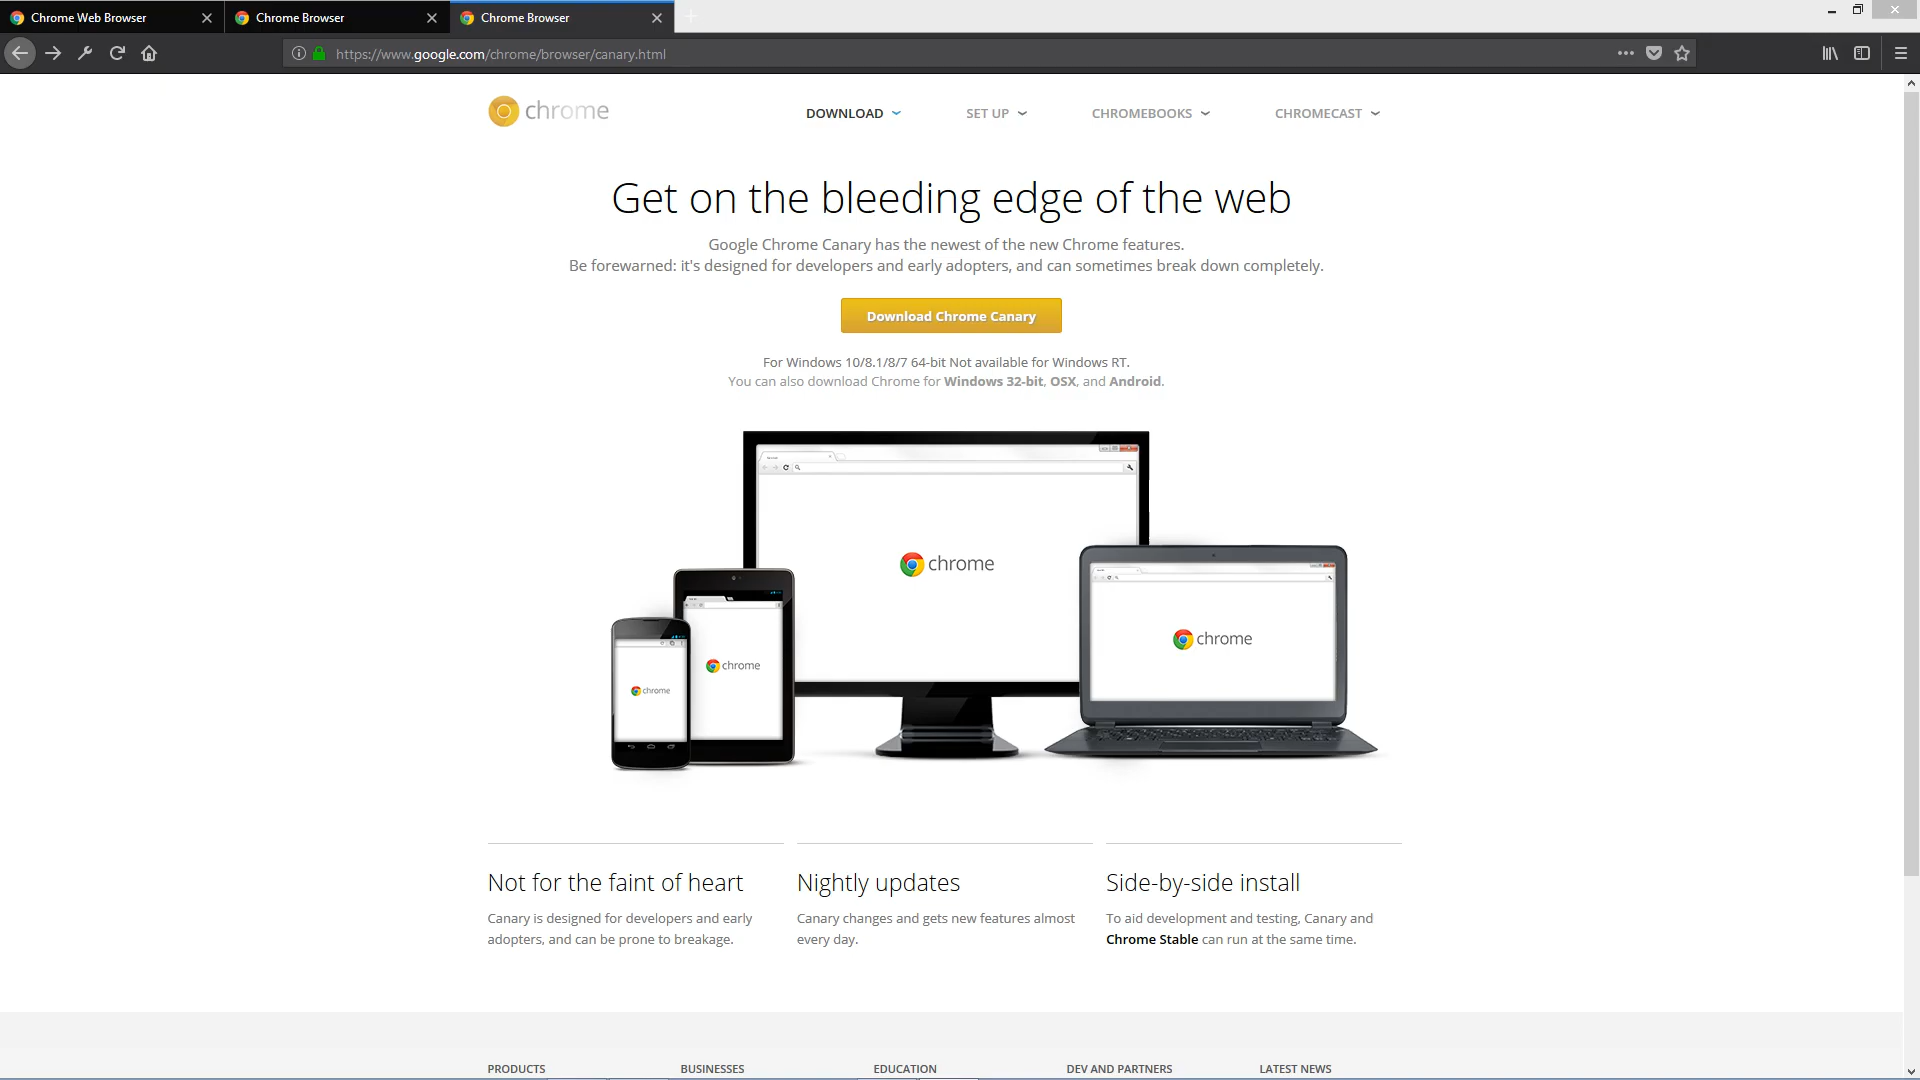 Chrome Web Browser
Chrome Browser
Chrome Browser
https://www.google.com/chrome/browser/canary.html
chrome
DOWNLOAD
SET UP
CHROMEBOOKS
CHROMECAST
Get on the bleeding edge of the web
Google Chrome Canary has the newest of the new Chrome features.
Be forewarned: it's designed for developers and early adopters, and can sometimes break down completely.
Download Chrome Canary
For Windows 10/8.1/8/7 64-bit Not available for Windows RT.
You can also download Chrome for Windows 32-bit, OSX, and Android.
chrome
chrome
chrome
chrome
Not for the faint of heart
Canary is designed for developers and early
adopters, and can be prone to breakage.
Nightly updates
Canary changes and gets new features almost
every day.
Side-by-side install
To aid development and testing, Canary and
Chrome Stable can run at the same time.
PRODUCTS
BUSINESSES
EDUCATION
DEV AND PARTNERS
LATEST NEWS